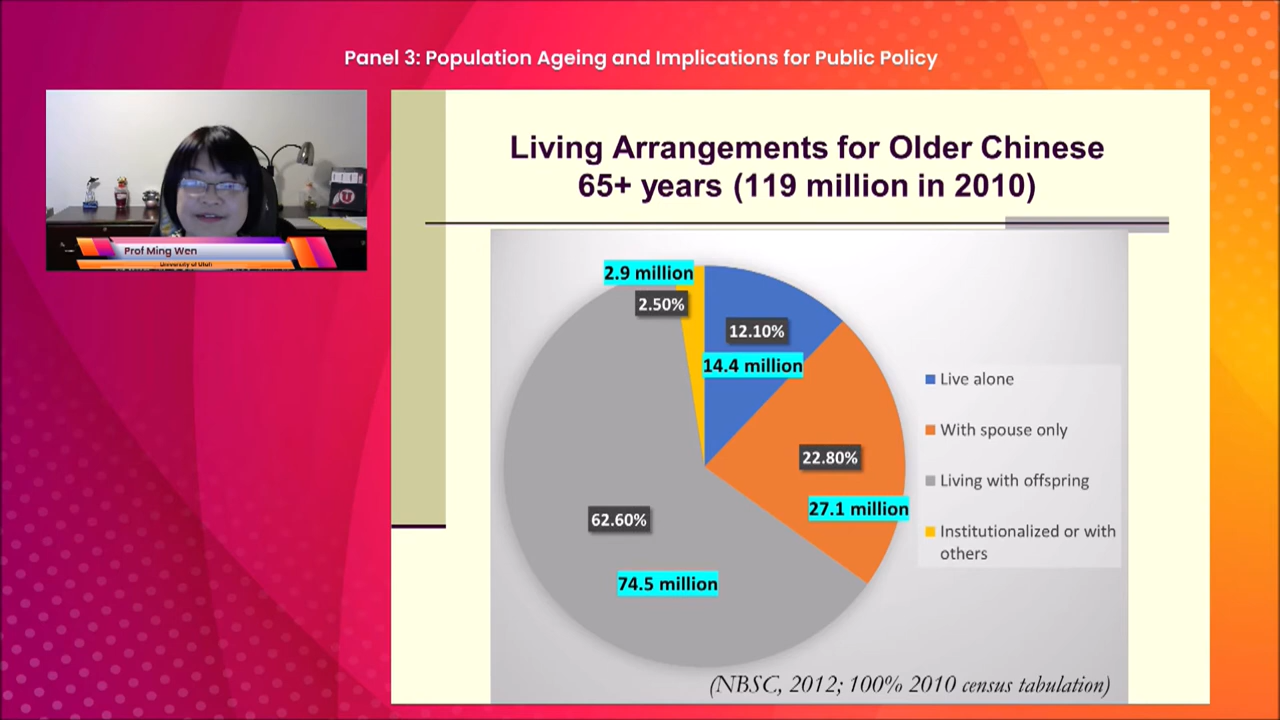 Panel 3: Population Ageing and Implications for Public Policy
Prof Ming Wen
University of Utah
U
Living Arrangements for Older Chinese
65+ years (119 million in 2010)
2.9 million
2.50%
12.10%
14.4 million
22.80%
27.1 million
62.60%
74.5 million
Live alone
With spouse only
Living with offspring
Institutionalized or with
others
(NBSC, 2012; 100% 2010 census tabulation)